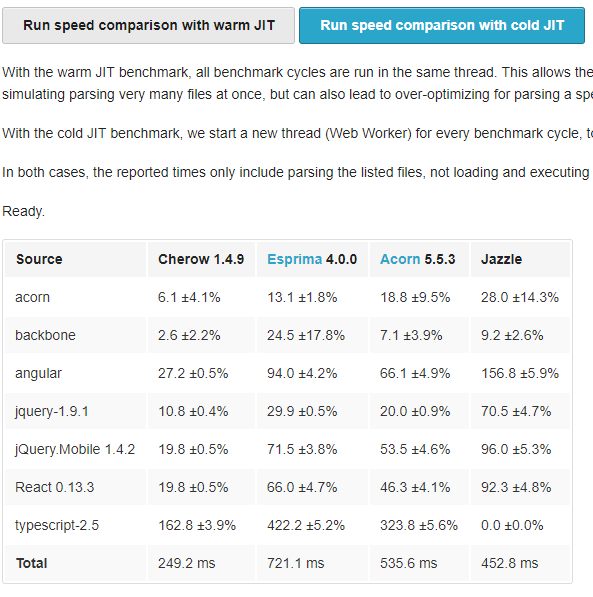 Run speed comparison with warm JIT Run speed comparison with cold JIT
With the warm JIT benchmark, all benchmark cycles are run in the same thread. This allows the
simulating parsing very many files at once, but can also lead to over-optimizing for parsing a spe
With the cold JIT benchmark, we start a new thread (Web Worker) for every benchmark cycle, to
In both cases, the reported times only include parsing the listed files, not loading and executing
Ready.
Source Cherow 1.4.9 Esprima 4.0.0 Acorn 5.5.3 Jazzle
acorn 6.1 ±4.1% 13.1 ±1.8% 18.8 ±9.5% 28.0 ±14.3%
backbone 2.6 ±2.2% 24.5 ±17.8% 7.1 ±3.9% 9.2 ±2.6%
angular 27.2 ±0.5% 94.0 ±4.2% 66.1 ±4.9% 156.8 ±5.9%
jquery-1.9.1 10.8 ±0.4% 29.9 ±0.5% 20.0 ±0.9% 70.5 ±4.7%
jQuery.Mobile 1.4.2 19.8 ±0.5% 71.5 ±3.8% 53.5 ±4.6% 96.0 ±5.3%
React 0.13.3 19.8 ±0.5% 66.0 ±4.7% 46.3 ±4.1% 92.3 ±4.8%
typescript-2.5 162.8 ±3.9% 422.2 ±5.2% 323.8 ±5.6% 0.0 ±0.0%
Total 249.2 ms 721.1 ms 535.6 ms 452.8 ms